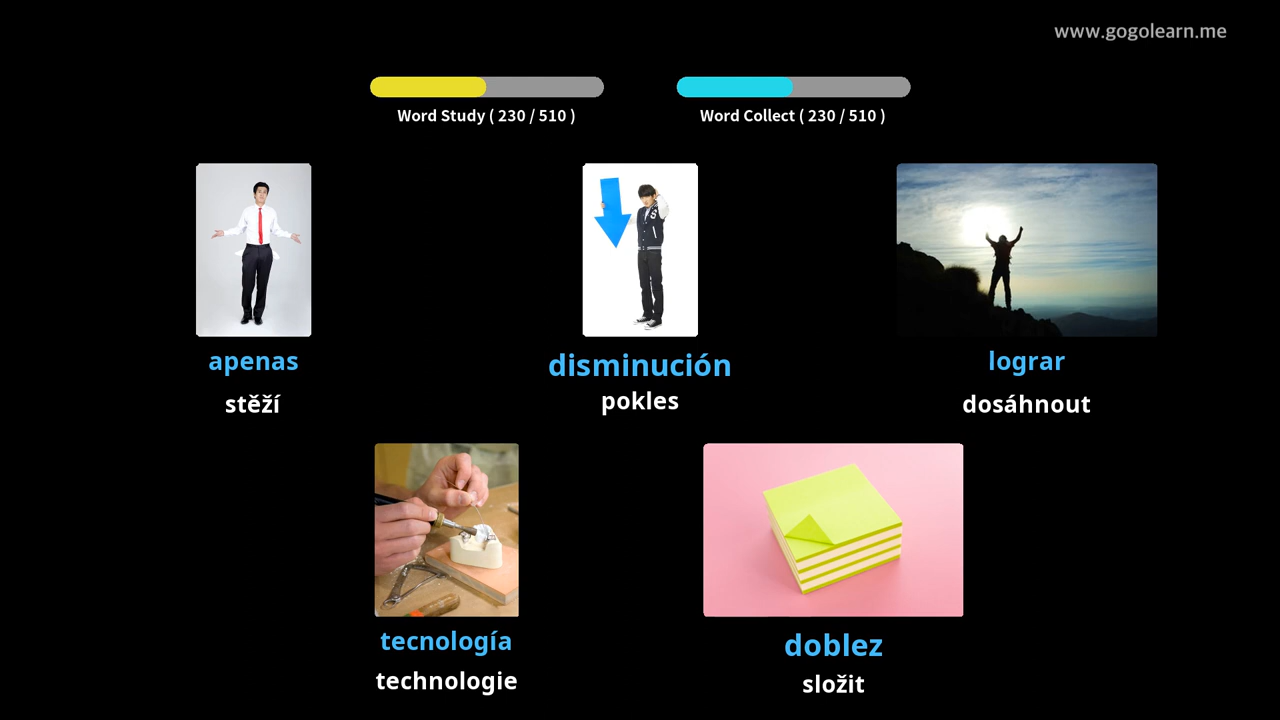 www.gogolearn.me
Word Study ( 230 / 510 )
Word Collect ( 230 / 510 )
apenas
stěží
disminución
pokles
lograr
dosáhnout
tecnología
technologie
doblez
složit